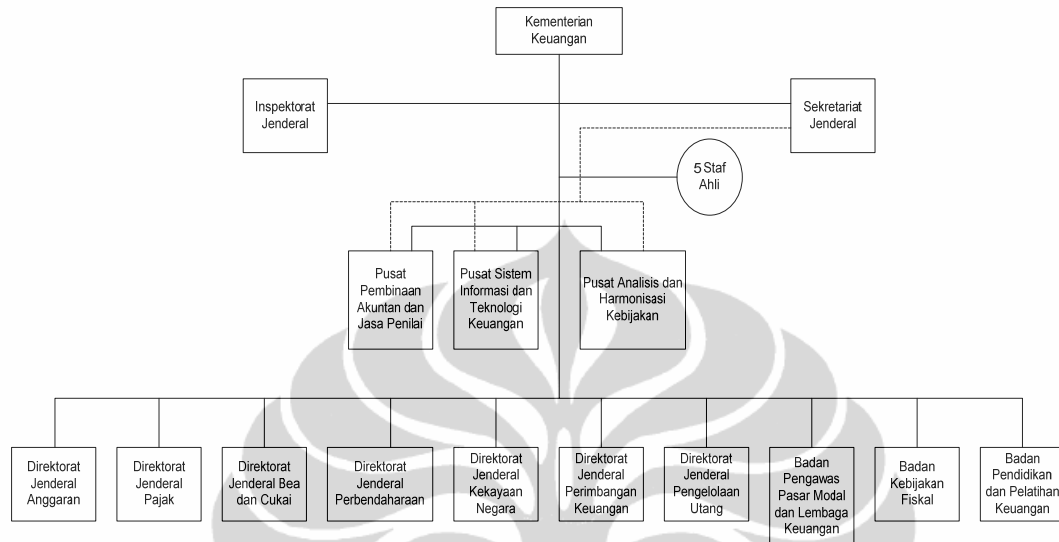 Kementerian
Keuangan
Inspektorat
Jenderal
Sekretariat
Jenderal
5 Staf
Ahli
Pusat
Pembinaan
Akuntan dan
Jasa Penilai
Pusat Sistem
Informasi dan
Teknologi
Keuangan
Pusat Analisis dan
Harmonisasi
Kebijakan
Direktorat
Jenderal
Anggaran
Direktorat
Jenderal
Pajak
Direktorat
Jenderal Bea
dan Cukai
Direktorat
Jenderal
Perbendaharaan
Direktorat
Jenderal
Kekayaan
Negara
Direktorat
Jenderal
Perimbangan
Keuangan
Direktorat
Jenderal
Pengelolaan
Utang
Badan
Pengawas
Pasar Modal
dan Lembaga
Keuangan
Badan
Kebijakan
Fiskal
Badan
Pendidikan
dan Pelatihan
Keuangan